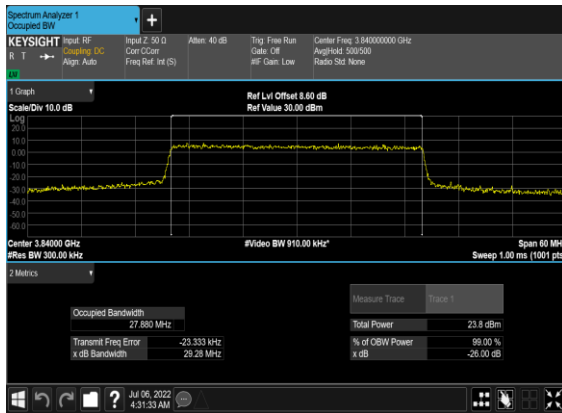 Spectrum Analyzer 1
Occupied BW
KEYSIGHT
R T
Input: RF
Coupling: DC
Align: Auto
Input Z: 50 Ω
Corr CCorr
Freq Ref: Int (S)
Atten: 40 dB
Trig: Free Run
Gate: Off
#IF Gain: Low
Center Freq: 3.840000000 GHz
Avg|Hold: 500/500
Radio Std: None
1 Graph
Scale/Div 10.0 dB
Ref Lvl Offset 8.60 dB
Ref Value 30.00 dBm
Log
20.0
10.0
0.00
-10.0
-20.0
-30.0
-40.0
-50.0
-60.0
Center 3.84000 GHz
#Res BW 300.00 kHz
#Video BW 910.00 kHz*
Span 60 MH
Sweep 1.00 ms (1001 pts
2 Metrics
Measure Trace Trace 1
Occupied Bandwidth
27.880 MHz
Total Power 23.8 dBm
Transmit Freq Error -23.333 kHz
% of OBW Power 99.00 %
x dB Bandwidth 29.28 MHz
x dB -26.00 dB
Jul 06, 2022
4:31:33 AM